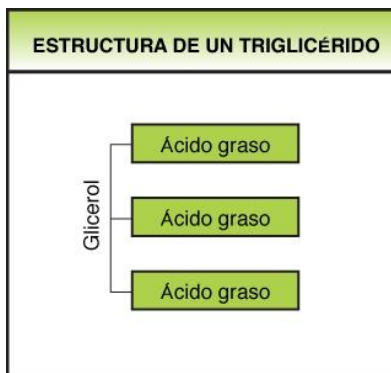 ESTRUCTURA DE UN TRIGLICÉRIDO
Ácido graso
Glicerol
Ácido graso
Ácido graso